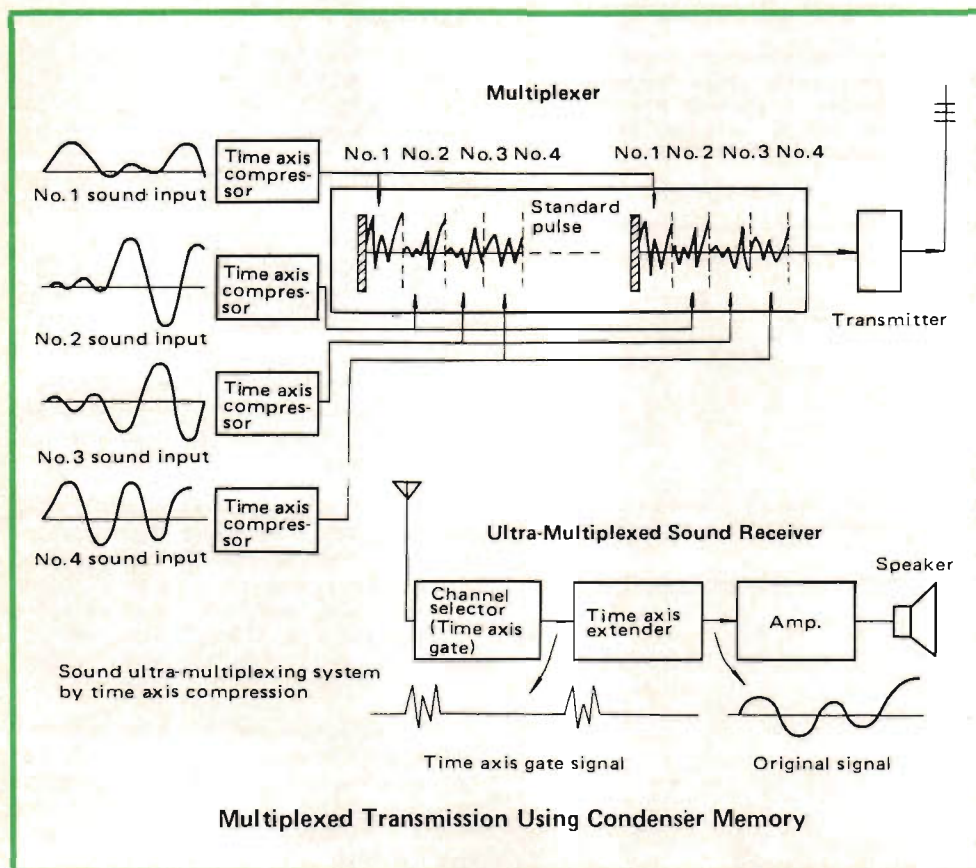 Multiplexer
No.1 sound input
Time axis
compres-
sor
No.1 No.2 No.3 No.4
No.1 No.2 No.3 No.4
Standard
pulse
No.2 sound input
Time axis
compres-
sor
Transmitter
No.3 sound input
Time axis
compres-
sor
No.4 sound input
Time axis
compres-
sor
Ultra-Multiplexed Sound Receiver
Channel
selector
(Time axis
gate)
Time axis
extender
Amp.
Speaker
Sound ultra-multiplexing system
by time axis compression
Time axis gate signal
Original signal
Multiplexed Transmission Using Condenser Memory